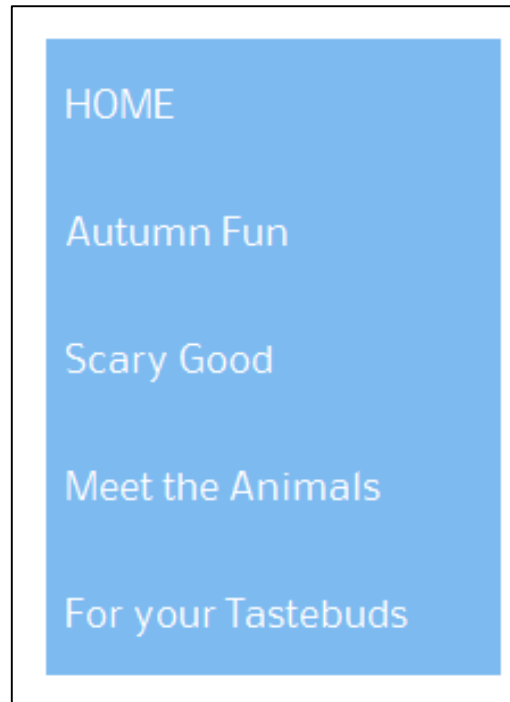 HOME
Autumn Fun
Scary Good
Meet the Animals
For your Tastebuds